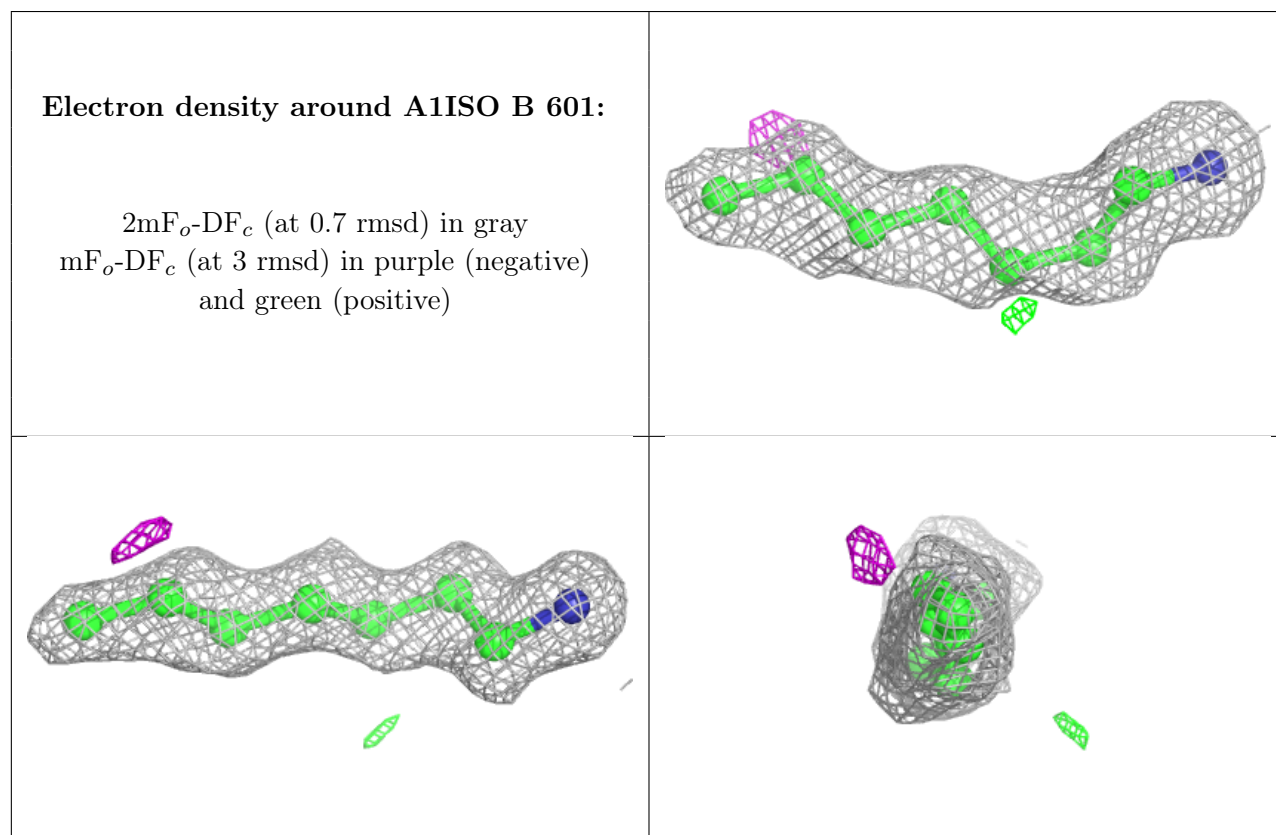 Electron density around A1ISO B 601:
2mFo-DFc (at 0.7 rmsd) in gray
mFo-DFc (at 3 rmsd) in purple (negative)
and green (positive)